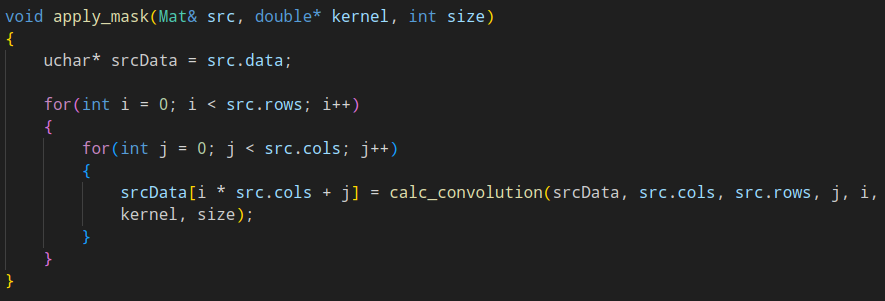 void apply_mask(Mat& src, double* kernel, int size)
{
    uchar* srcData = src.data;

    for(int i = 0; i < src.rows; i++)
    {
        for(int j = 0; j < src.cols; j++)
        {
            srcData[i * src.cols + j] = calc_convolution(srcData, src.cols, src.rows, j, i,
            kernel, size);
        }
    }
}